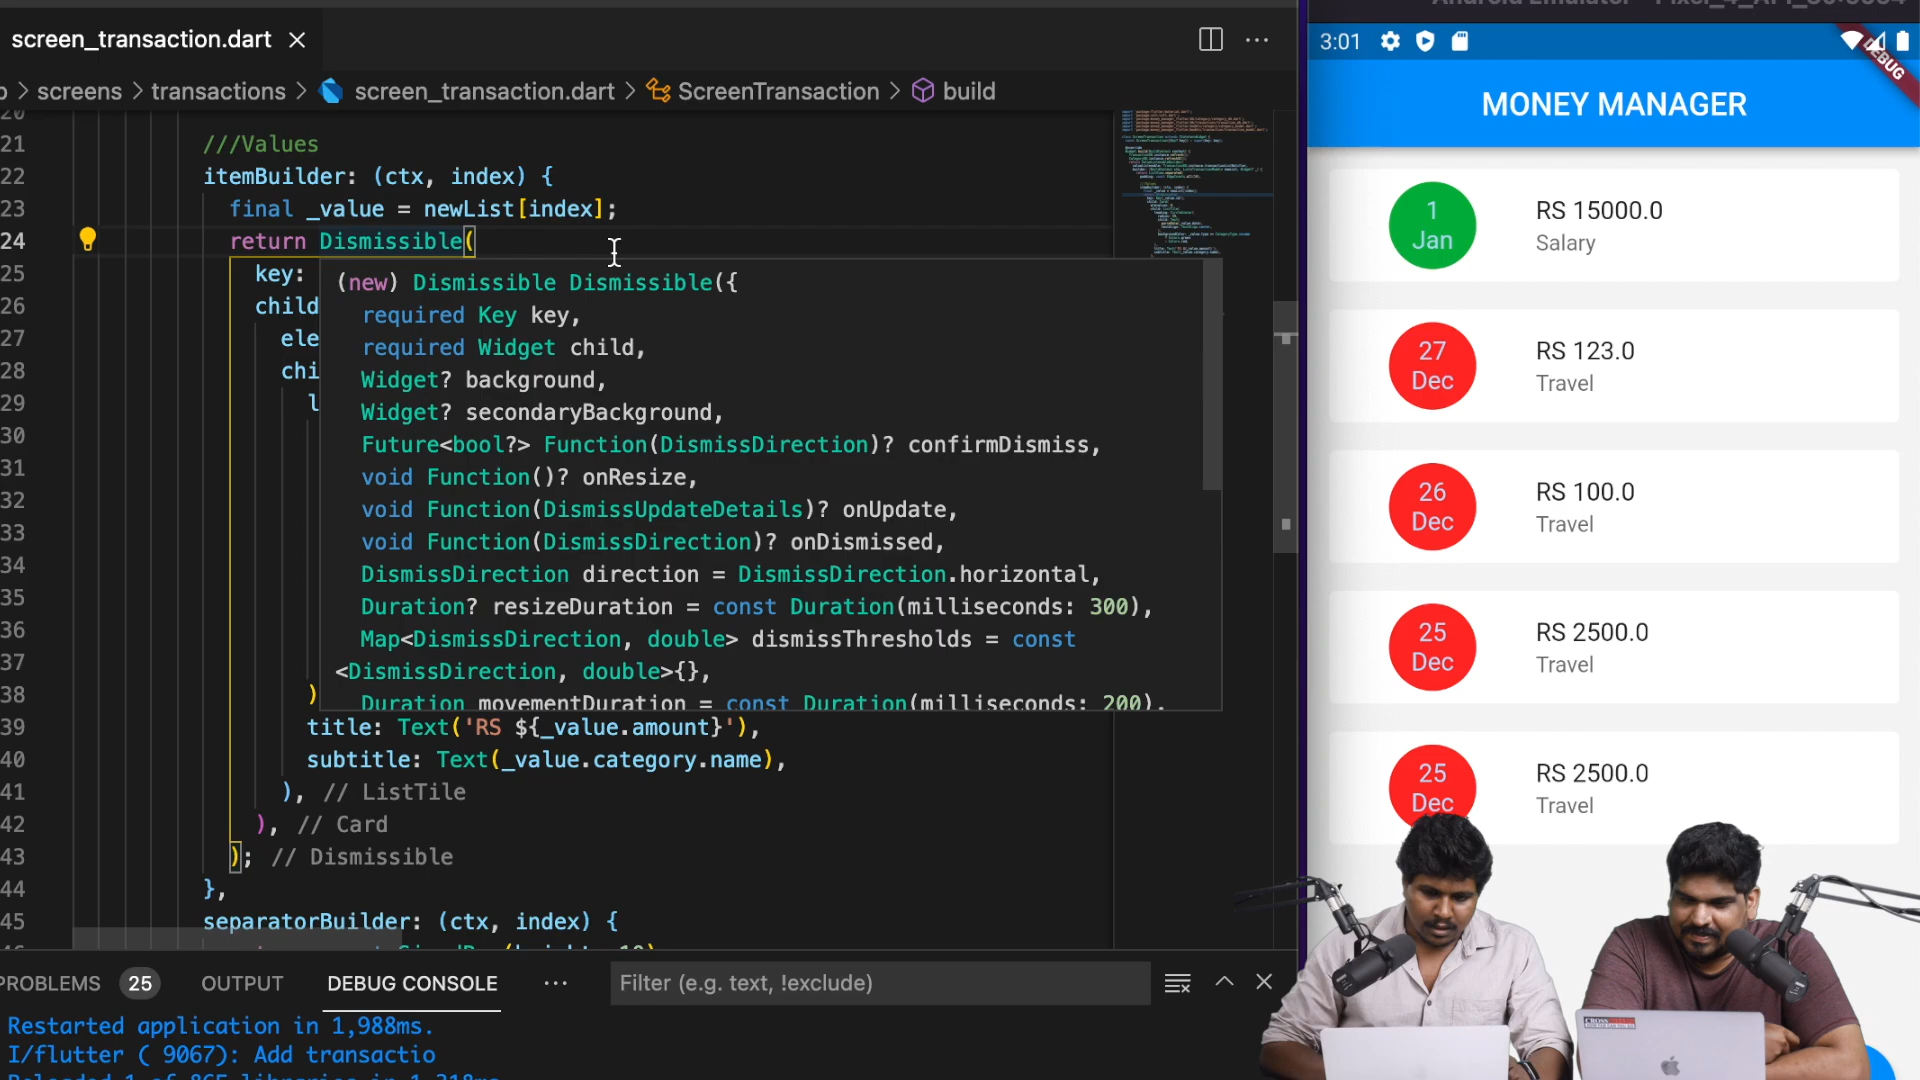 screen_transaction.dart
screens > transactions > screen_transaction.dart > ScreenTransaction > build
20
21 ///Values
22 itemBuilder: (ctx, index) {
23 final _value = newList[index];
24 return Dismissible(
25 key:
26 child
27 ele
28 chi
29 l
30
31
32
33
34
35
36
37
38 )
39 title: Text('RS ${_value.amount}'),
40 subtitle: Text(_value.category.name),
41 ), // ListTile
42 ), // Card
43 ); // Dismissible
44 },
45 separatorBuilder: (ctx, index) {
(new) Dismissible Dismissible({
required Key key,
required Widget child,
Widget? background,
Widget? secondaryBackground,
Future<bool?> Function(DismissDirection)? confirmDismiss,
void Function()? onResize,
void Function(DismissUpdateDetails)? onUpdate,
void Function(DismissDirection)? onDismissed,
DismissDirection direction = DismissDirection.horizontal,
Duration? resizeDuration = const Duration(milliseconds: 300),
Map<DismissDirection, double> dismissThresholds = const
<DismissDirection, double>{},
Duration movementDuration = const Duration(milliseconds: 200),
PROBLEMS 25 OUTPUT DEBUG CONSOLE ... Filter (e.g. text, !exclude)
Restarted application in 1,988ms.
I/flutter ( 9067): Add transactio
3:01
DEBUG
MONEY MANAGER
1
Jan
RS 15000.0
Salary
27
Dec
RS 123.0
Travel
26
Dec
RS 100.0
Travel
25
Dec
RS 2500.0
Travel
25
Dec
RS 2500.0
Travel